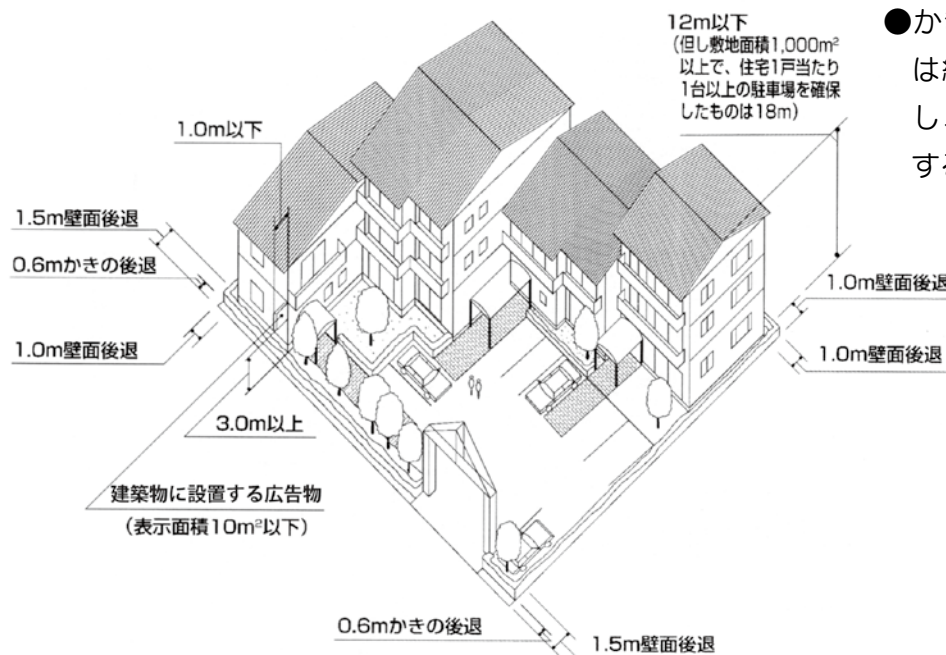 12m以下
(但し敷地面積1,000m²
以上で、住宅1戸当たり
1台以上の駐車場を確保
したものは18m)
1.0m以下
1.5m壁面後退
0.6mかきの後退
1.0m壁面後退
3.0m以上
建築物に設置する広告物
(表示面積10m²以下)
1.0m壁面後退
1.0m壁面後退
0.6mかきの後退
1.5m壁面後退
●か
は
し、
する